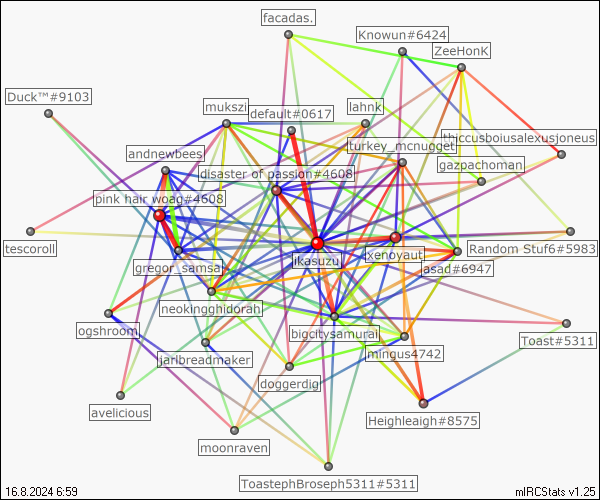 facadas.
Knowun#6424
ZeeHonK
Duck™#9103
mukszi
default#0617
lahnk
thiccusboiusalexusjoneus
turkey_mcnugget
andnewbees
gazpachoman
disaster of passion#4608
pink hair woag#4608
tescoroll
Random Stuf6#5983
jikasuzu
xenoyaut
gregor_samsa
asad#6947
neokingghidorah
ogshroom
bigcitysamurai
Toast#5311
jarlbreadmaker
mingus4742
doggerdig
avelicious
Heighleaigh#8575
moonraven
ToastephBroseph5311#5311
16.8.2024 6:59
mIRCStats v1.25